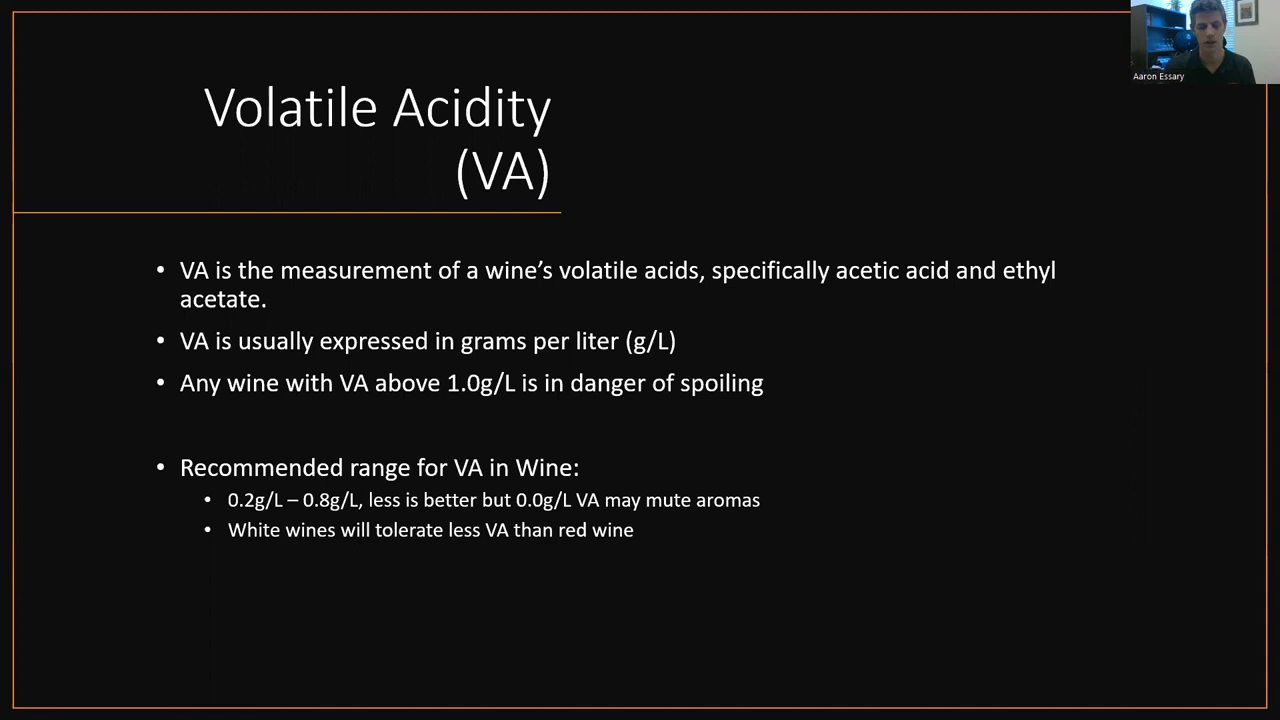 Aaron Essary
Volatile Acidity
(VA)
• VA is the measurement of a wine’s volatile acids, specifically acetic acid and ethyl
acetate.
• VA is usually expressed in grams per liter (g/L)
• Any wine with VA above 1.0g/L is in danger of spoiling
• Recommended range for VA in Wine:
• 0.2g/L – 0.8g/L, less is better but 0.0g/L VA may mute aromas
• White wines will tolerate less VA than red wine